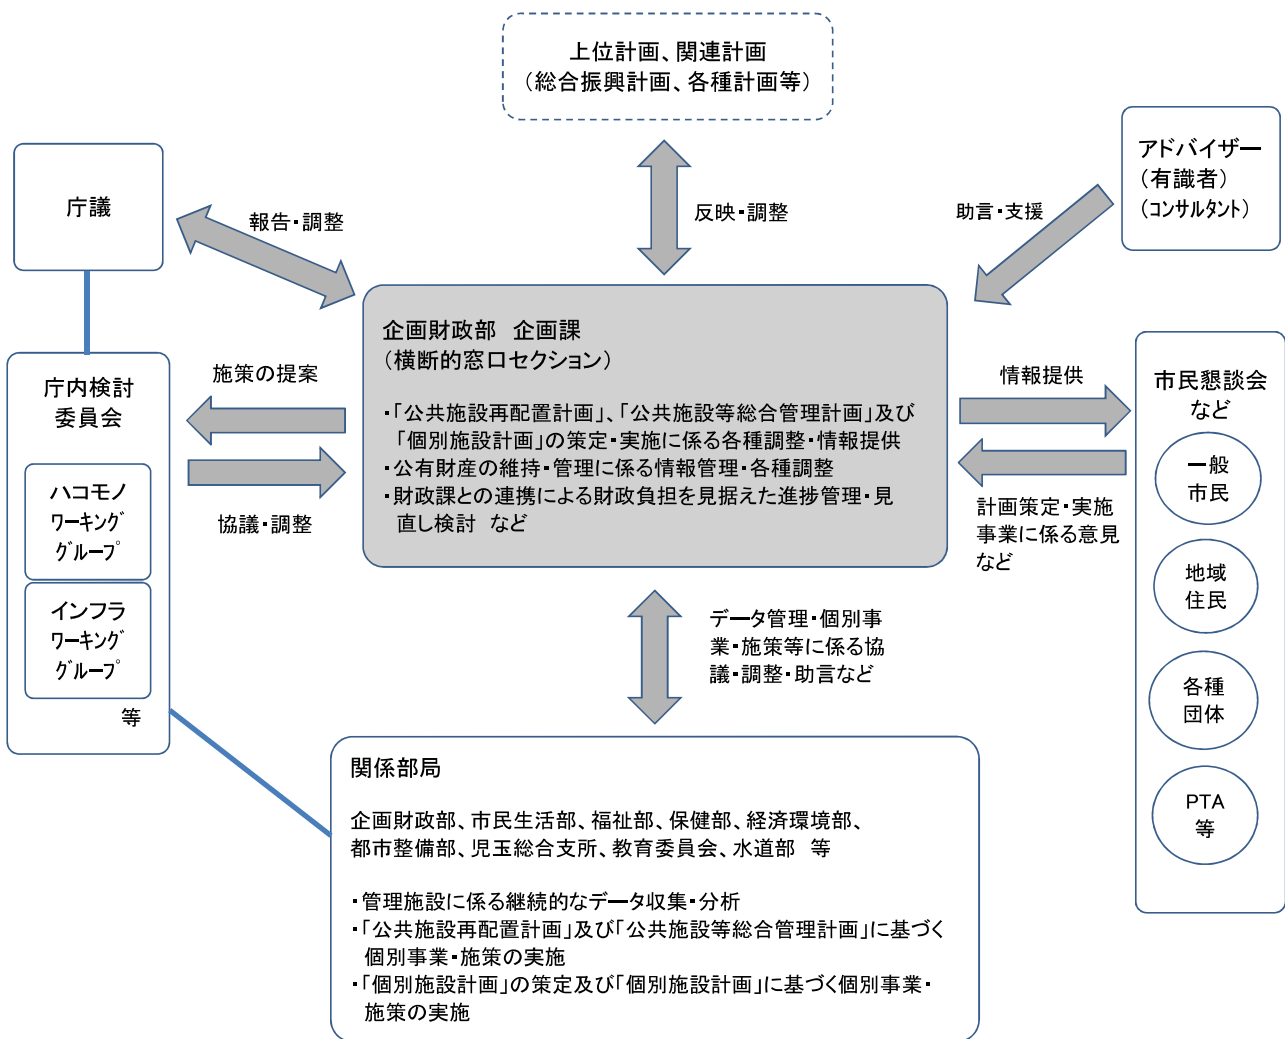 上位計画、関連計画
（総合振興計画、各種計画等）
庁議
報告・調整
反映・調整
助言・支援
アドバイザー
（有識者）
（コンサルタント）
企画財政部　企画課
（横断的窓口セクション）
・「公共施設再配置計画」、「公共施設等総合管理計画」及び
「個別施設計画」の策定・実施に係る各種調整・情報提供
・公有財産の維持・管理に係る情報管理・各種調整
・財政課との連携による財政負担を見据えた進捗管理・見
直し検討　など
庁内検討
委員会
ハコモノ
ワーキング
グループ
インフラ
ワーキング
グループ
等
施策の提案
協議・調整
情報提供
計画策定・実施
事業に係る意見
など
市民懇談会
など
一般
市民
地域
住民
各種
団体
PTA
等
データ管理・個別事
業・施策等に係る協
議・調整・助言など
関係部局
企画財政部、市民生活部、福祉部、保健部、経済環境部、
都市整備部、児玉総合支所、教育委員会、水道部　等
・管理施設に係る継続的なデータ収集・分析
・「公共施設再配置計画」及び「公共施設等総合管理計画」に基づく
個別事業・施策の実施
・「個別施設計画」の策定及び「個別施設計画」に基づく個別事業・
施策の実施